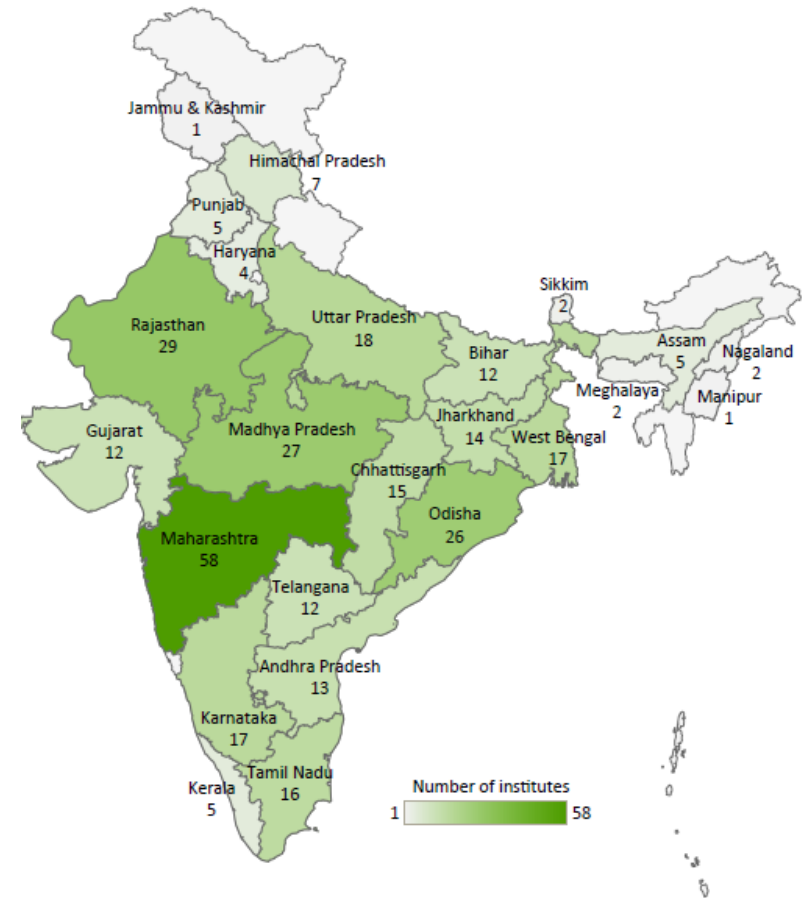 Jammu & Kashmir
1
Himachal Pradesh
7
Punjab
5
Haryana
4
Sikkim
2
Rajasthan
29
Uttar Pradesh
18
Bihar
12
Assam
5
Nagaland
2
Meghalaya
2
Manipur
1
Gujarat
12
Madhya Pradesh
27
Jharkhand
14
West Bengal
17
Chhattisgarh
15
Odisha
26
Maharashtra
58
Telangana
12
Andhra Pradesh
13
Karnataka
17
Tamil Nadu
16
Kerala
5
Number of institutes
1 58